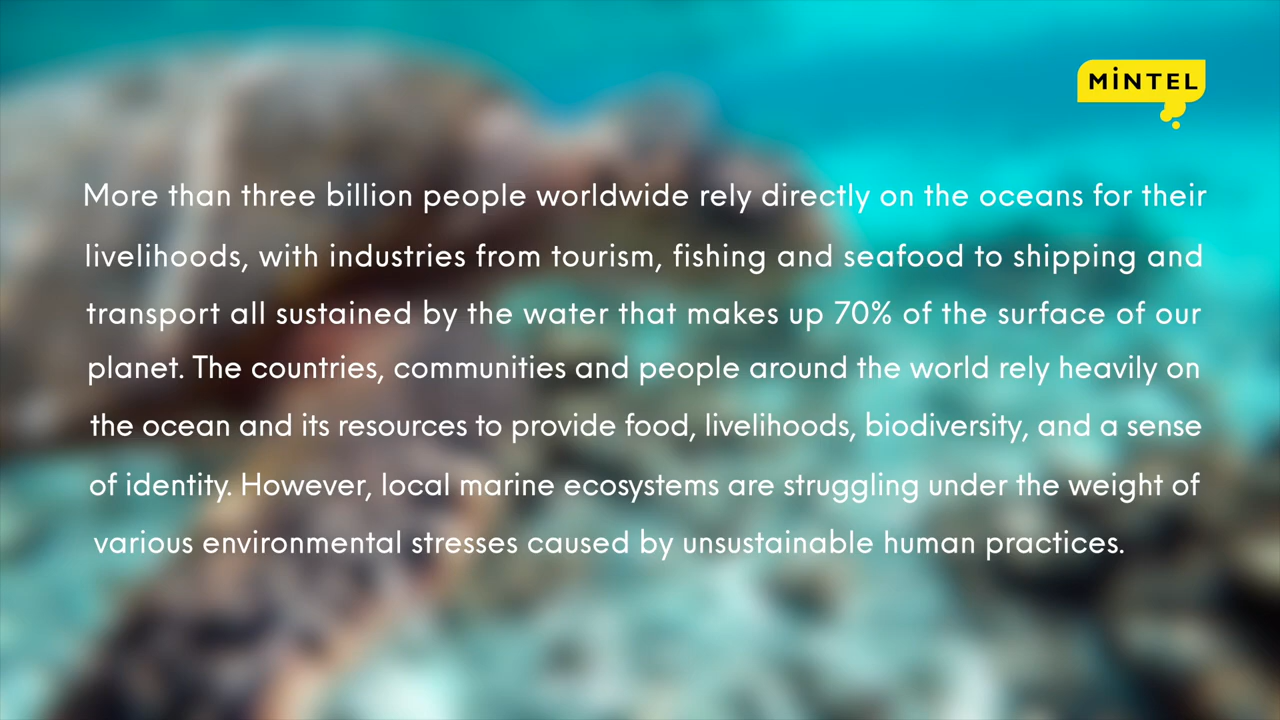 MiNTEL
More than three billion people worldwide rely directly on the oceans for their
livelihoods, with industries from tourism, fishing and seafood to shipping and
transport all sustained by the water that makes up 70% of the surface of our
planet. The countries, communities and people around the world rely heavily on
the ocean and its resources to provide food, livelihoods, biodiversity, and a sense
of identity. However, local marine ecosystems are struggling under the weight of
various environmental stresses caused by unsustainable human practices.